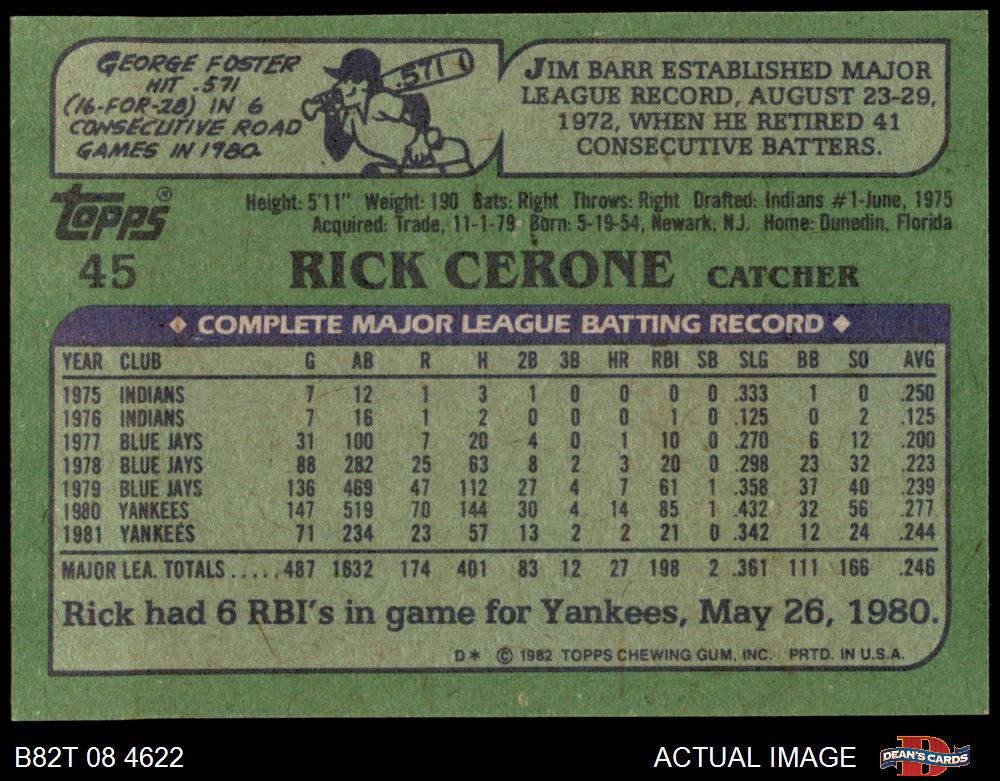 GEORGE FOSTER
HIT .571
(16-FOR-28) IN 6
CONSECUTIVE ROAD
GAMES IN 1980.
.571
JIM BARR ESTABLISHED MAJOR
LEAGUE RECORD, AUGUST 23-29,
1972, WHEN HE RETIRED 41
CONSECUTIVE BATTERS.
Topps®
Height: 5'11" Weight: 190 Bats: Right Throws: Right Drafted: Indians #1-June, 1975
Acquired: Trade, 11-1-79 Born: 5-19-54, Newark, N.J. Home: Dunedin, Florida
45 RICK CERONE CATCHER
◆ COMPLETE MAJOR LEAGUE BATTING RECORD ◆
YEAR CLUB G AB R H 2B 3B HR RBI SB SLG BB SO AVG
1975 INDIANS 7 12 1 3 1 0 0 0 0 .333 1 0 .250
1976 INDIANS 7 16 1 2 0 0 0 1 0 .125 0 2 .125
1977 BLUE JAYS 31 100 7 20 4 0 1 10 0 .270 6 12 .200
1978 BLUE JAYS 88 282 25 63 8 2 3 20 0 .298 23 32 .223
1979 BLUE JAYS 136 469 47 112 27 4 7 61 1 .358 37 40 .239
1980 YANKEES 147 519 70 144 30 4 14 85 1 .432 32 56 .277
1981 YANKEES 71 234 23 57 13 2 2 21 0 .342 12 24 .244
MAJOR LEA. TOTALS.....487 1632 174 401 83 12 27 198 2 .361 111 166 .246
Rick had 6 RBI's in game for Yankees, May 26, 1980.
D* © 1982 TOPPS CHEWING GUM, INC. PRTD. IN U.S.A.
B82T 08 4622 ACTUAL IMAGE DEAN'S CARDS